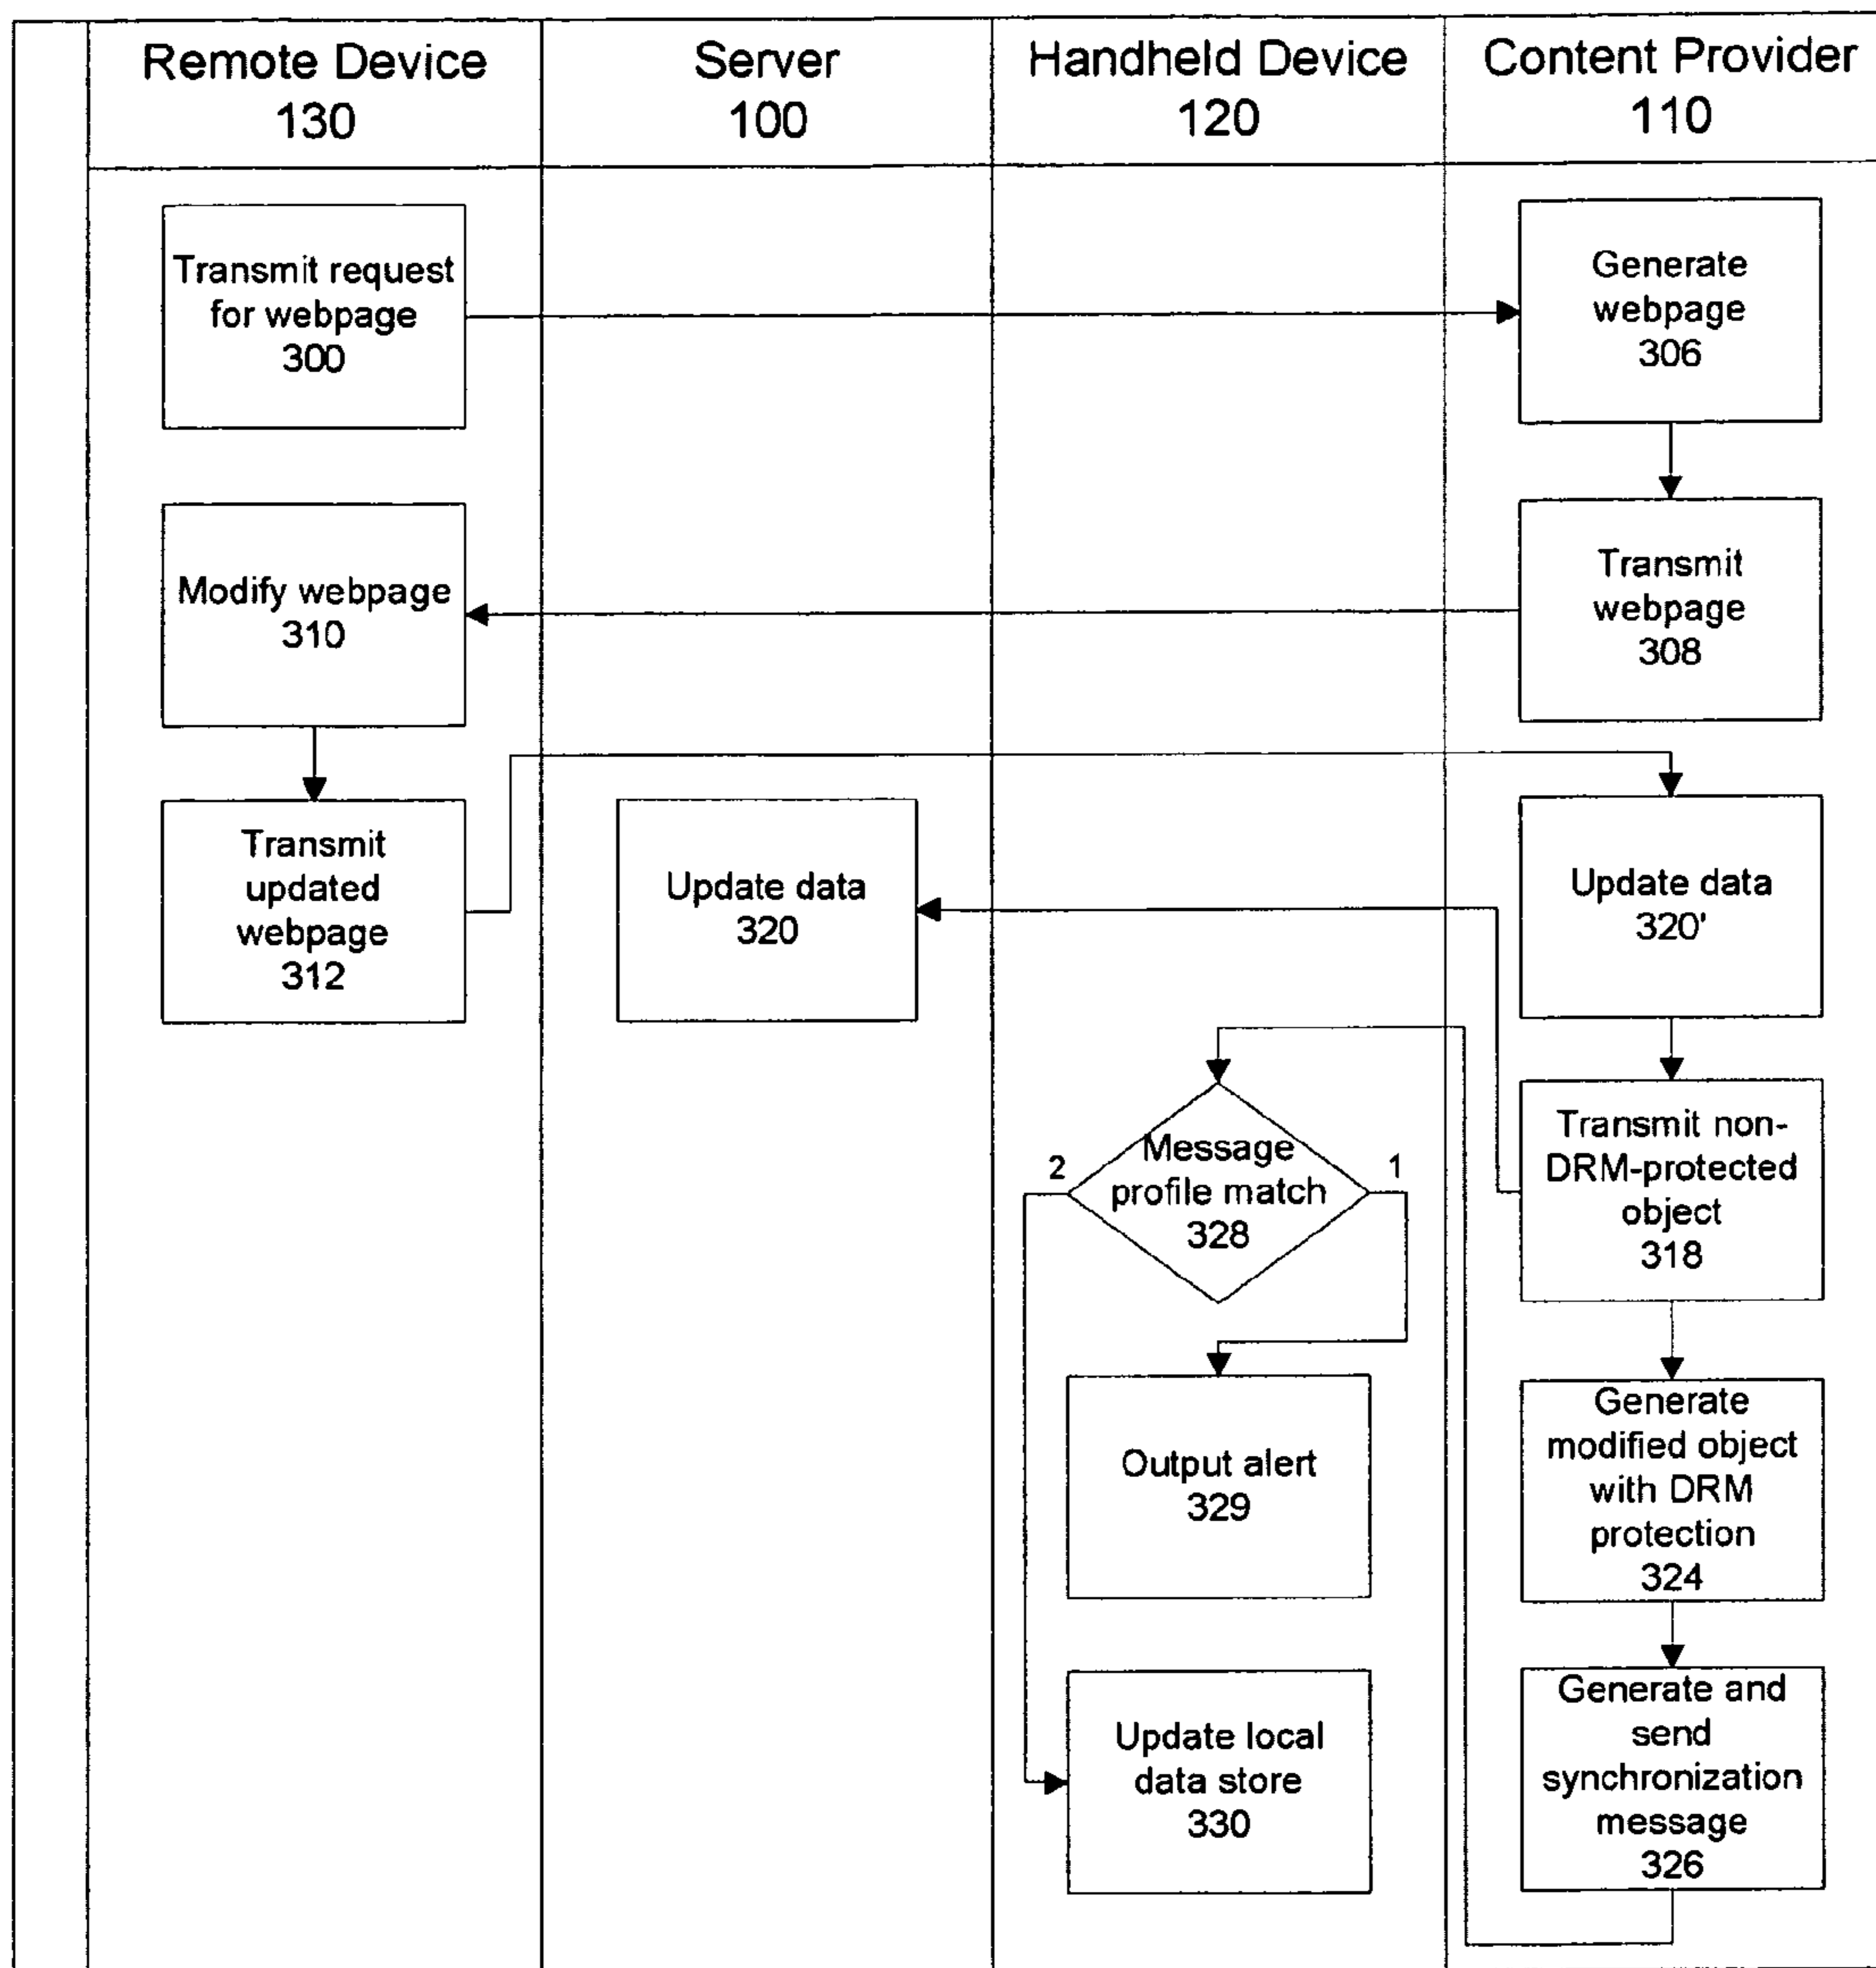 Remote Device
130
Server
100
Handheld Device
120
Content Provider
110
Transmit request
for webpage
300
Generate
webpage
306
Modify webpage
310
Transmit
webpage
308
Transmit
updated
webpage
312
Update data
320
Update data
320'
Message
profile match
328
2
1
Transmit non-
DRM-protected
object
318
Output alert
329
Generate
modified object
with DRM
protection
324
Update local
data store
330
Generate and
send
synchronization
message
326